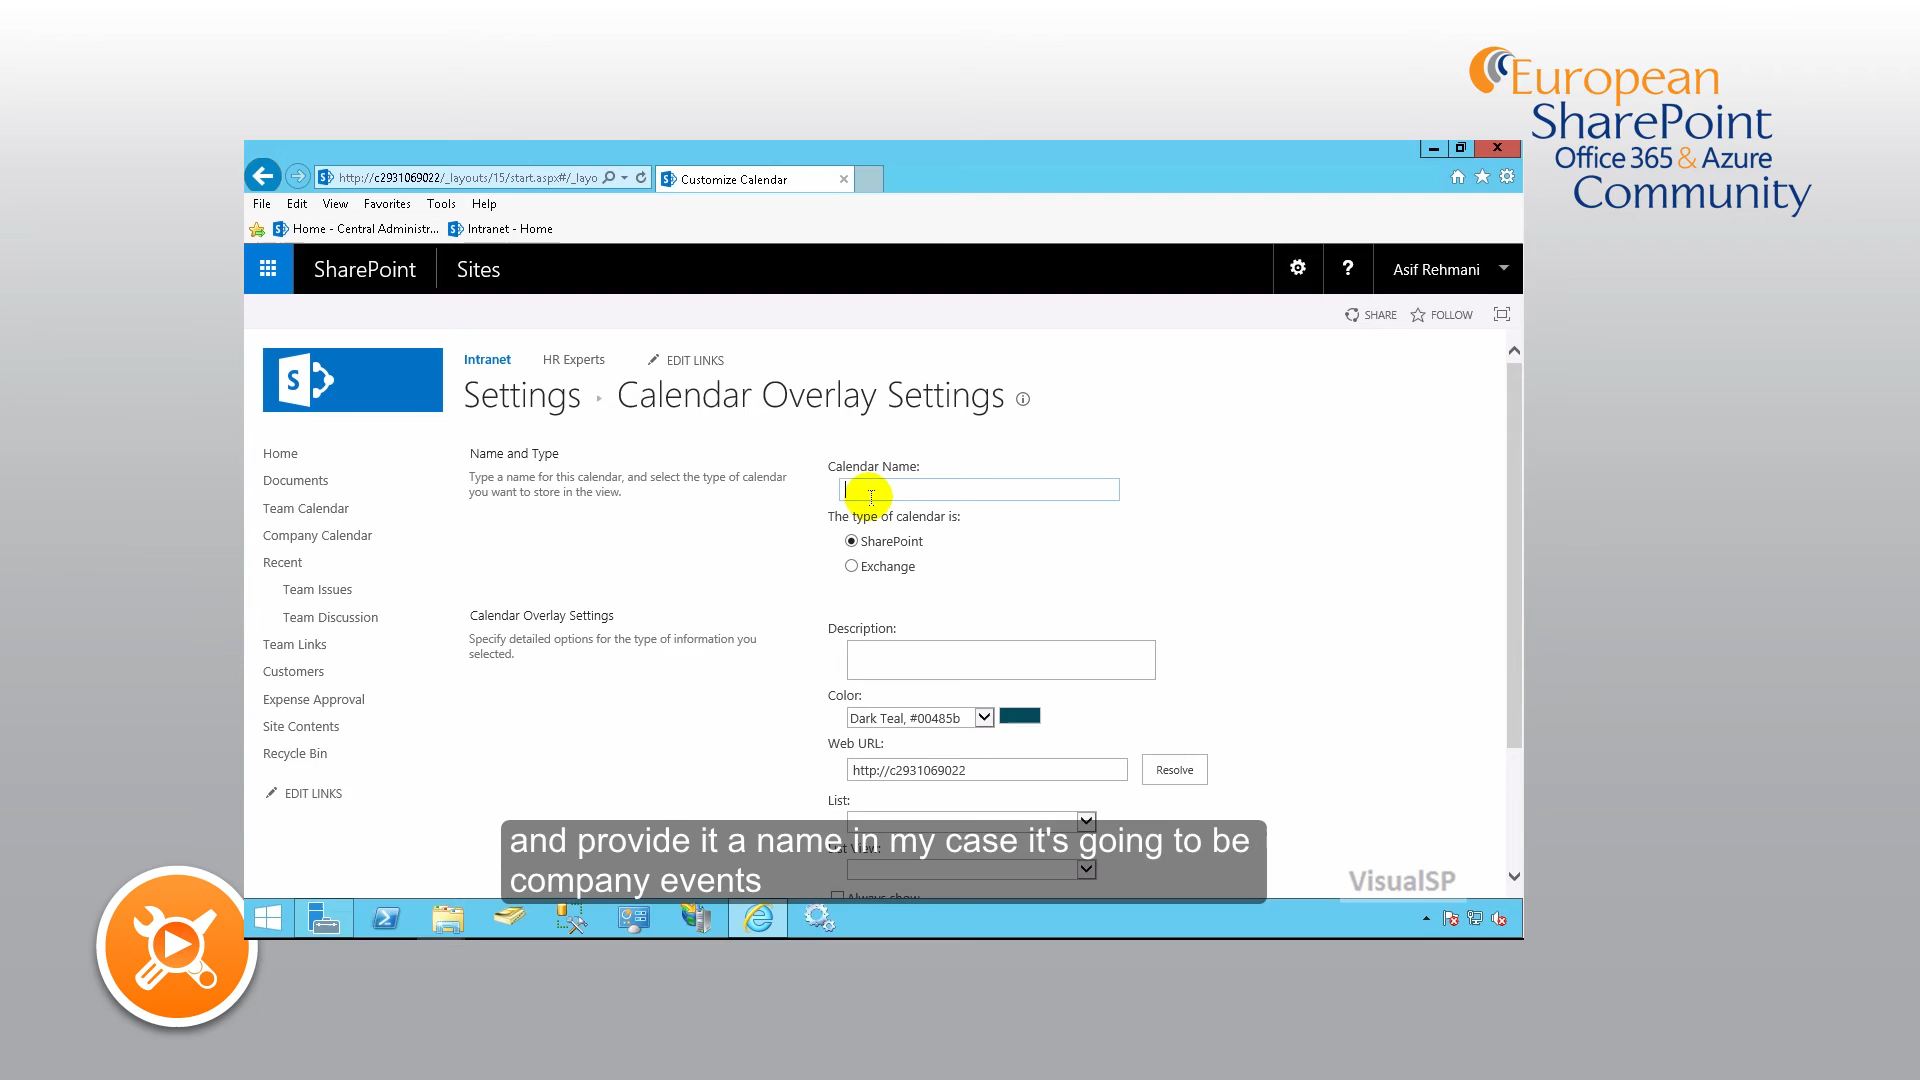 European
SharePoint
Office 365 & Azure
Community
http://c2931069022/_layouts/15/start.aspx#/_layo
Customize Calendar
File Edit View Favorites Tools Help
Home - Central Administr... Intranet - Home
SharePoint Sites ? Asif Rehmani
SHARE FOLLOW
S
Intranet HR Experts EDIT LINKS
Settings Calendar Overlay Settings
Home
Documents
Team Calendar
Company Calendar
Recent
Team Issues
Team Discussion
Team Links
Customers
Expense Approval
Site Contents
Recycle Bin
EDIT LINKS
Name and Type
Type a name for this calendar, and select the type of calendar
you want to store in the view.
Calendar Name:
The type of calendar is:
SharePoint
Exchange
Calendar Overlay Settings
Specify detailed options for the type of information you
selected.
Description:
Color:
Dark Teal, #00485b
Web URL:
http://c2931069022 Resolve
List:
List View:
Always show
and provide it a name in my case it's going to be
company events
VisualSP